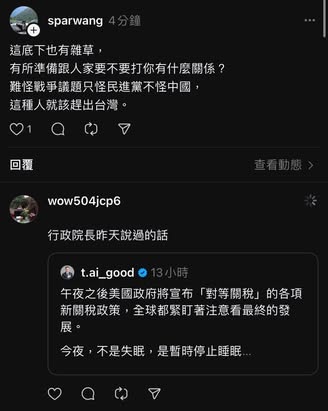 sparwang 4分鐘
這底下也有雜草，
有所準備跟人家要不要打你有什麼關係？
難怪戰爭議題只怪民進黨不怪中國，
這種人就該趕出台灣。
1
回覆 查看動態
wow504jcp6
行政院長昨天說過的話
t.ai_good 13小時
午夜之後美國政府將宣布「對等關稅」的各項
新關稅政策，全球都緊盯著注意看最終的發
展。
今夜，不是失眠，是暫時停止睡眠...